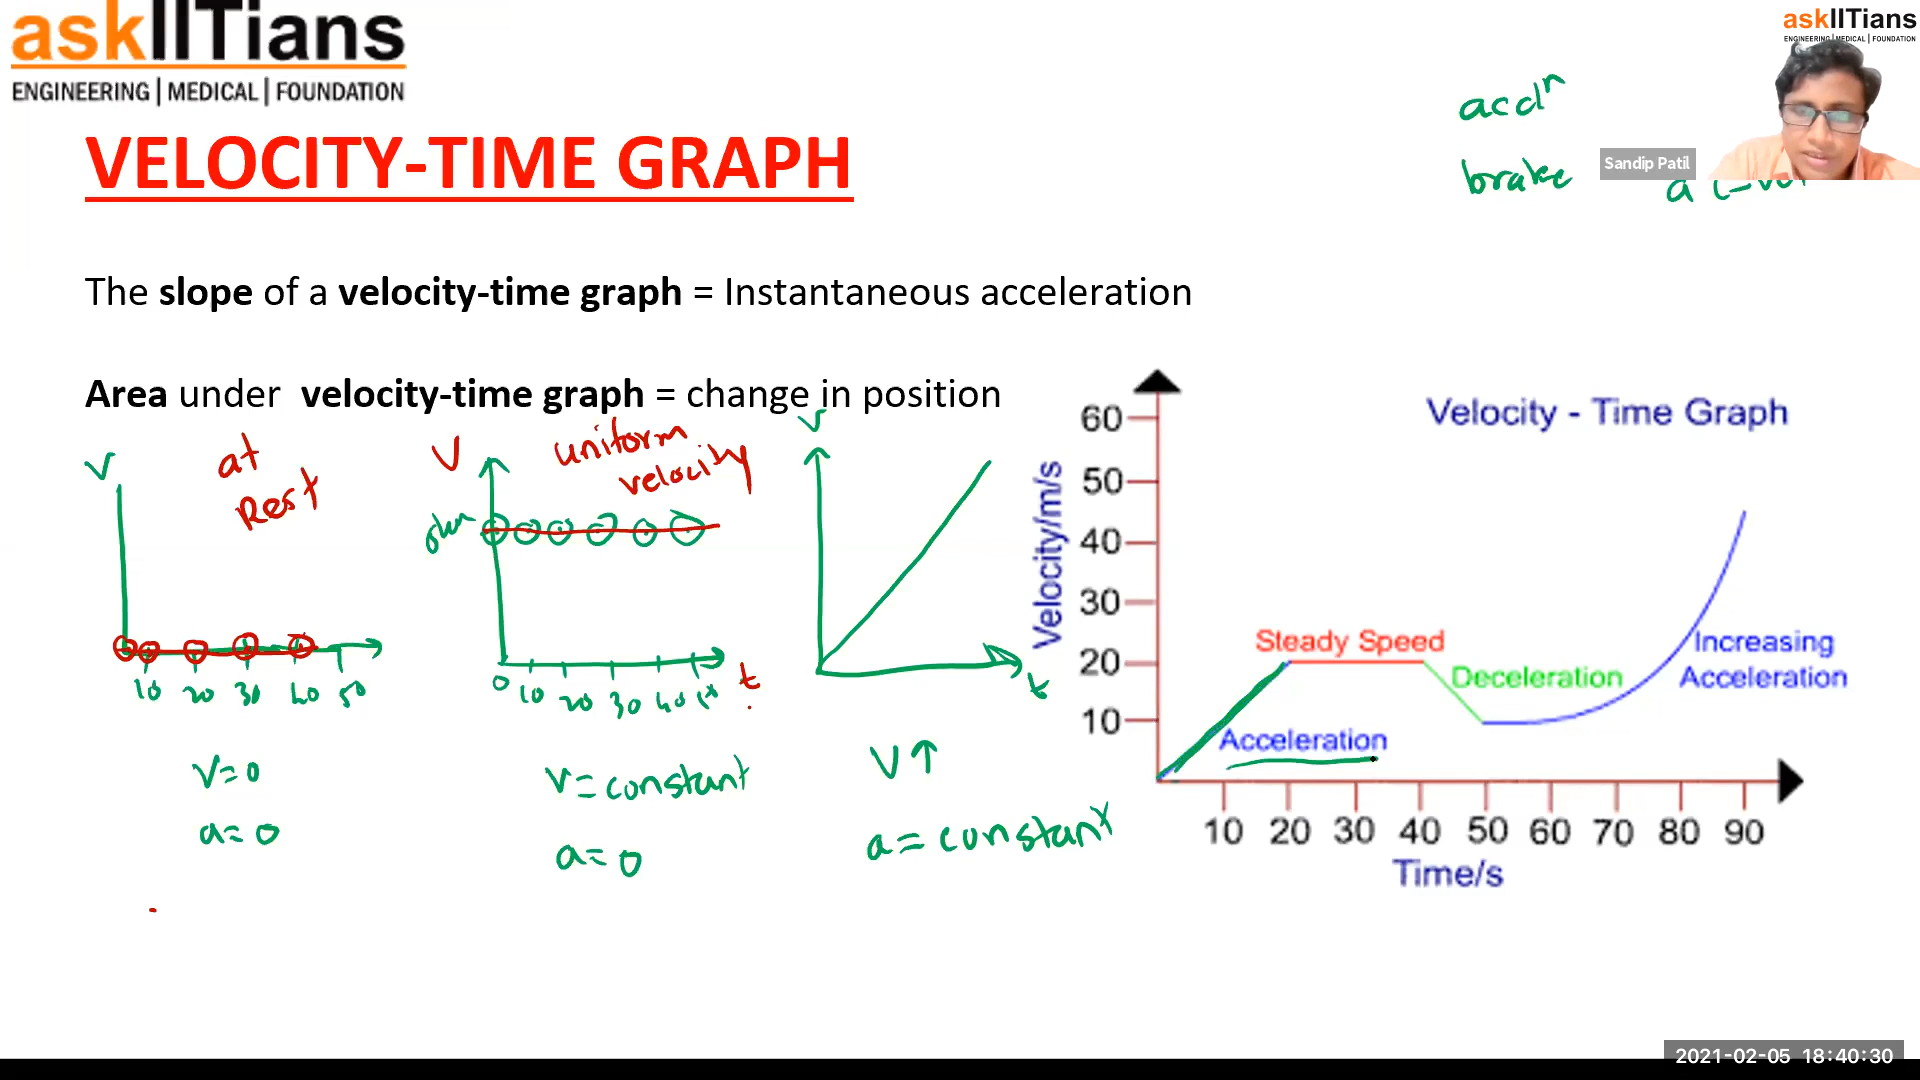 askIITians
ENGINEERING | MEDICAL | FOUNDATION
askIITians
ENGINEERING | MEDICAL | FOUNDATION
VELOCITY-TIME GRAPH
accln
brake
a
Sandip Patil
The slope of a velocity-time graph = Instantaneous acceleration
Area under velocity-time graph = change in position
v
at
Rest
10 20 30 40 50
v=0
a=0
V
uniform
velocity
0 10 20 30 40
t
v=constant
a=0
v
t
V↑
a=constant
Velocity - Time Graph
Velocity/m/s
60
50
40
30
20
10
Steady Speed
Deceleration
Increasing
Acceleration
Acceleration
10 20 30 40 50 60 70 80 90
Time/s
2021-02-05 18:40:30